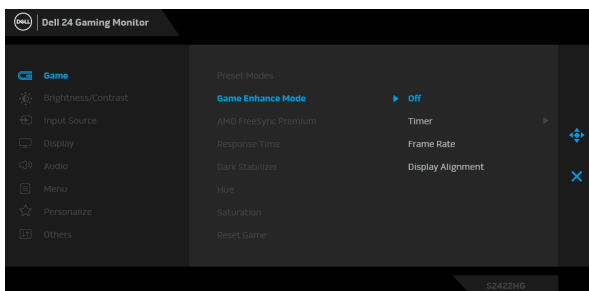 DELL Dell 24 Gaming Monitor
Game
Brightness/Contrast
Input Source
Display
Audio
Menu
Personalize
Others
Preset Modes
Game Enhance Mode
AMD FreeSync Premium
Response Time
Dark Stabilizer
Hue
Saturation
Reset Game
Off
Timer
Frame Rate
Display Alignment
S2422HG